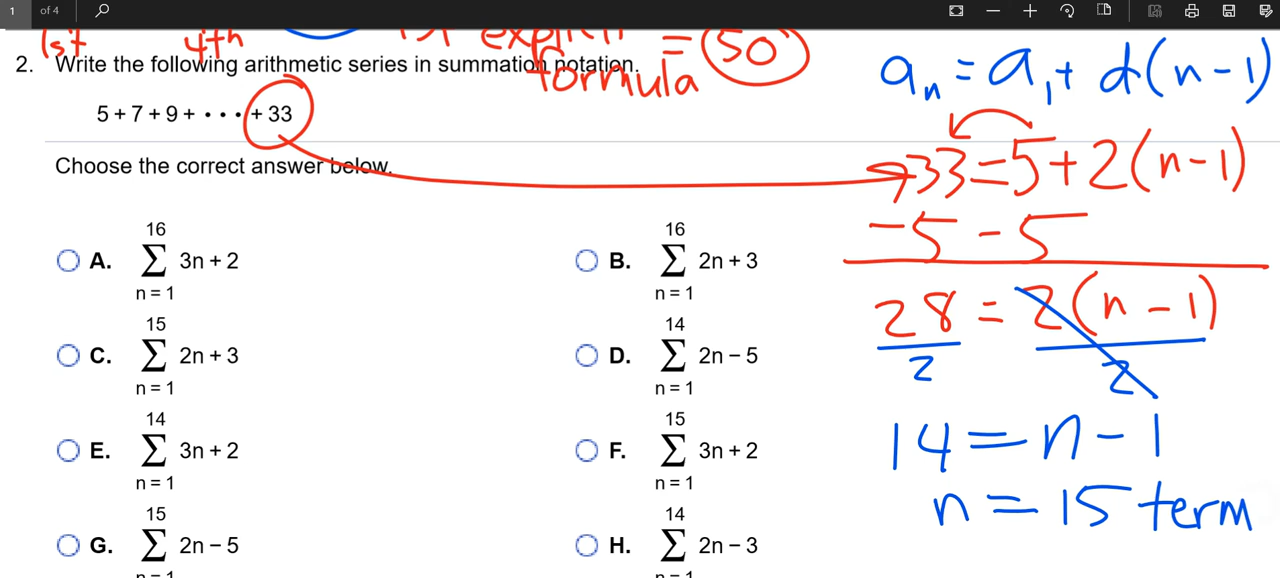 1 of 4
1st 4th explicit = 50
formula
2. Write the following arithmetic series in summation notation.
5 + 7 + 9 + • • • + 33
Choose the correct answer below.
A. 16 Σ n = 1 3n + 2
B. 16 Σ n = 1 2n + 3
C. 15 Σ n = 1 2n + 3
D. 14 Σ n = 1 2n − 5
E. 14 Σ n = 1 3n + 2
F. 15 Σ n = 1 3n + 2
G. 15 Σ n = 1 2n − 5
H. 14 Σ n = 1 2n − 3
aₙ = a₁ + d(n − 1)
33 = 5 + 2(n − 1)
− 5 − 5
28 = 2(n − 1)
2 2
14 = n − 1
n = 15 term